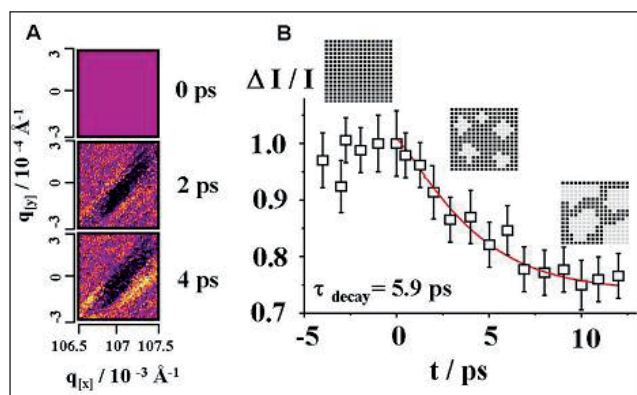 A
3
0
-3
0 ps
3
0
-3
2 ps
3
0
-3
4 ps
q[y] / 10⁻⁴ Å⁻¹
106.5 107 107.5
q[x] / 10⁻³ Å⁻¹
B
Δ I / I
1.0
0.9
0.8
0.7
τ decay = 5.9 ps
-5 0 5 10
t / ps